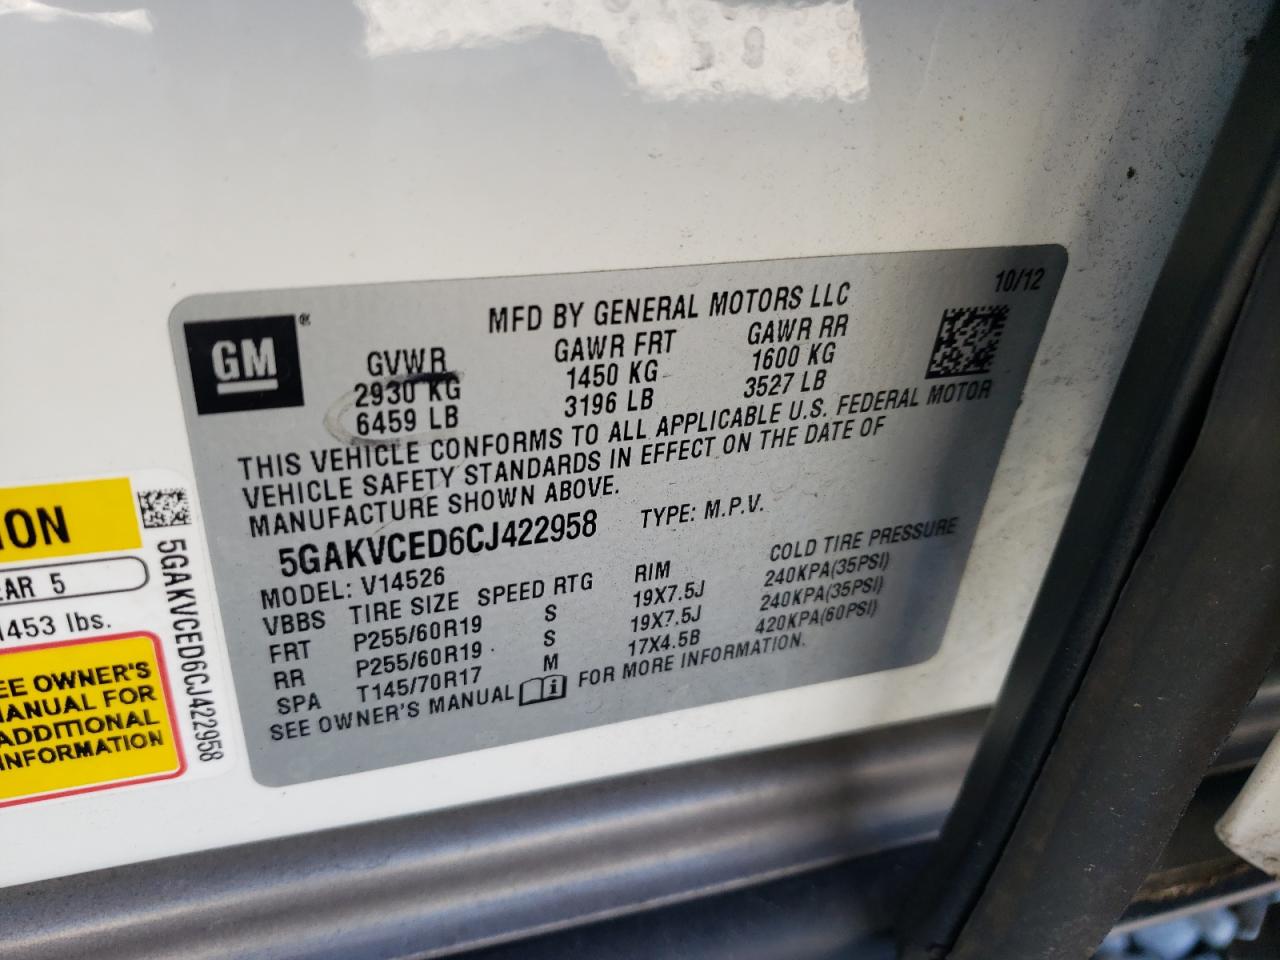 10/12
GM ®
MFD BY GENERAL MOTORS LLC
GVWR GAWR FRT GAWR RR
2930 KG 1450 KG 1600 KG
6459 LB 3196 LB 3527 LB
THIS VEHICLE CONFORMS TO ALL APPLICABLE U.S. FEDERAL MOTOR
VEHICLE SAFETY STANDARDS IN EFFECT ON THE DATE OF
MANUFACTURE SHOWN ABOVE.
5GAKVCED6CJ422958 TYPE: M.P.V.
MODEL: V14526
VBBS TIRE SIZE SPEED RTG RIM COLD TIRE PRESSURE
FRT P255/60R19 S 19X7.5J 240KPA(35PSI)
RR P255/60R19 S 19X7.5J 240KPA(35PSI)
SPA T145/70R17 M 17X4.5B 420KPA(60PSI)
SEE OWNER'S MANUAL i FOR MORE INFORMATION.
5GAKVCED6CJ422958
ION
EAR 5
1453 lbs.
EE OWNER'S
MANUAL FOR
ADDITIONAL
INFORMATION